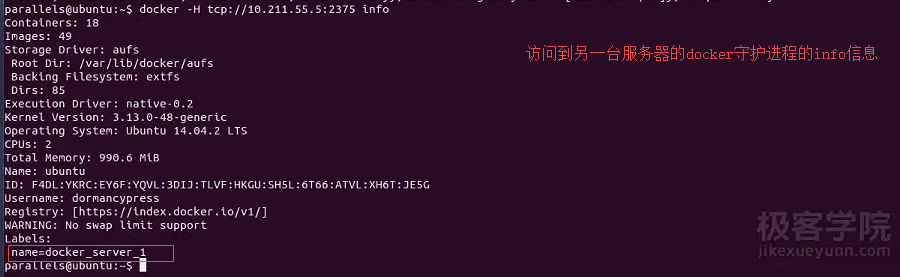 parallels@ubuntu:~$ docker -H tcp://10.211.55.5:2375 info
Containers: 18
Images: 49
Storage Driver: aufs
 Root Dir: /var/lib/docker/aufs
 Backing Filesystem: extfs
 Dirs: 85
Execution Driver: native-0.2
Kernel Version: 3.13.0-48-generic
Operating System: Ubuntu 14.04.2 LTS
CPUs: 2
Total Memory: 990.6 MiB
Name: ubuntu
ID: F4DL:YKRC:EY6F:YQVL:3DIJ:TLVF:HKGU:SH5L:6T66:ATVL:XH6T:JE5G
Username: dormancypress
Registry: [https://index.docker.io/v1/]
WARNING: No swap limit support
Labels:
 name=docker_server_1
parallels@ubuntu:~$
访问到另一台服务器的docker守护进程的info信息
极客学院
jikexueyuan.com